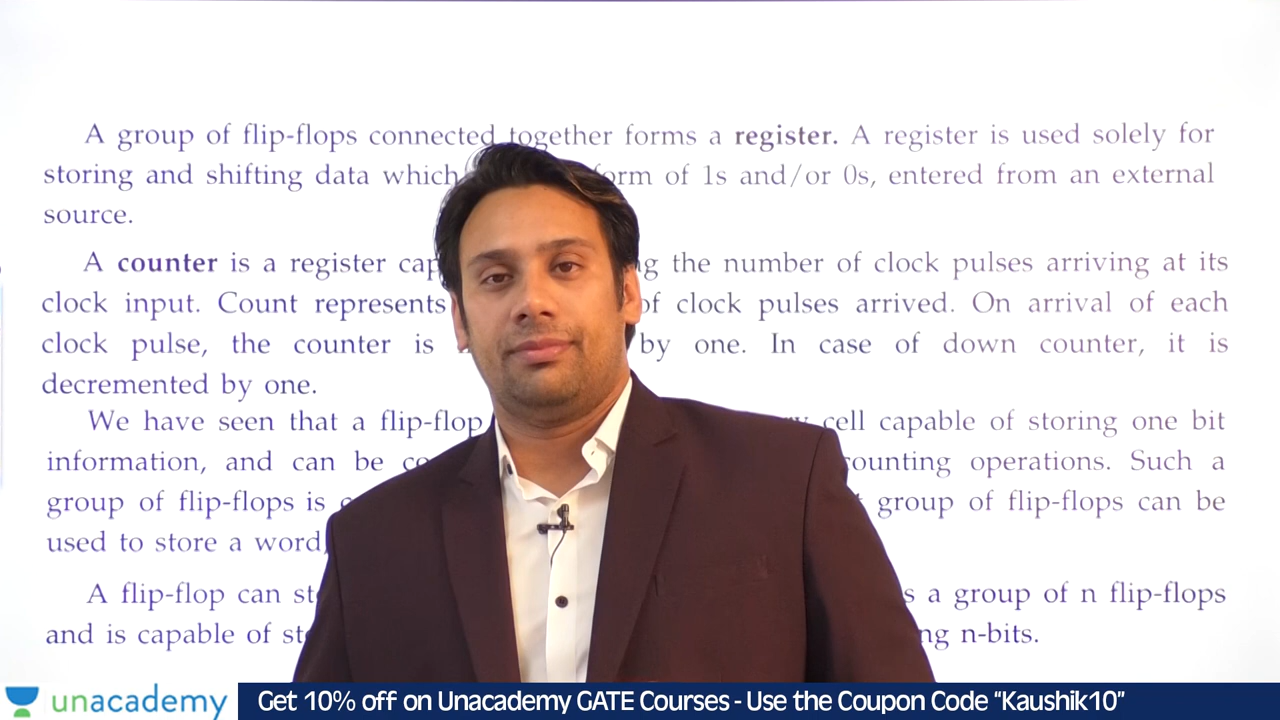 A group of flip-flops connected together forms a register. A register is used solely for
storing and shifting data which form of 1s and/or 0s, entered from an external
source.
A counter is a register the number of clock pulses arriving at its
clock input. Count represents of clock pulses arrived. On arrival of each
clock pulse, the counter is by one. In case of down counter, it is
decremented by one.
We have seen that a flip-flop cell capable of storing one bit
information, and can be counting operations. Such a
group of flip-flops is group of flip-flops can be
used to store a word,
A flip-flop can a group of n flip-flops
and is capable of n-bits.
unacademy
Get 10% off on Unacademy GATE Courses - Use the Coupon Code “Kaushik10”